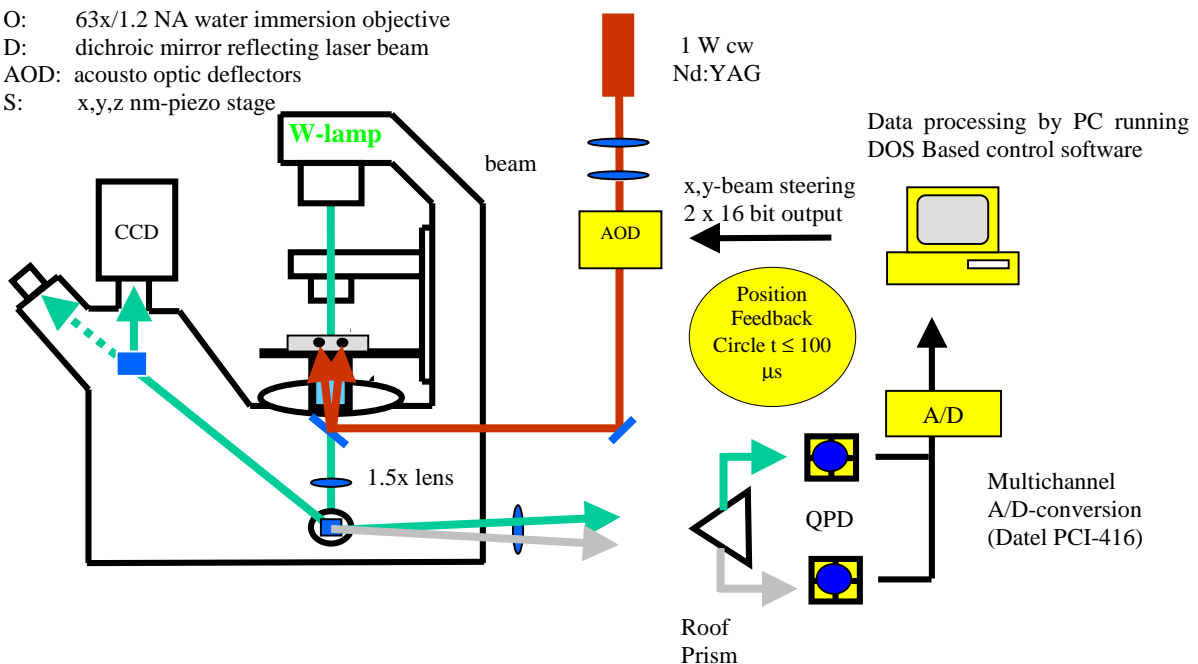 O: 63x/1.2 NA water immersion objective
D: dichroic mirror reflecting laser beam
AOD: acousto optic deflectors
S: x,y,z nm-piezo stage
W-lamp
beam
1 W cw
Nd:YAG
Data processing by PC running
DOS Based control software
x,y-beam steering
2 x 16 bit output
AOD
CCD
Position
Feedback
Circle t ≤ 100
μs
A/D
1.5x lens
QPD
Multichannel
A/D-conversion
(Datel PCI-416)
Roof
Prism